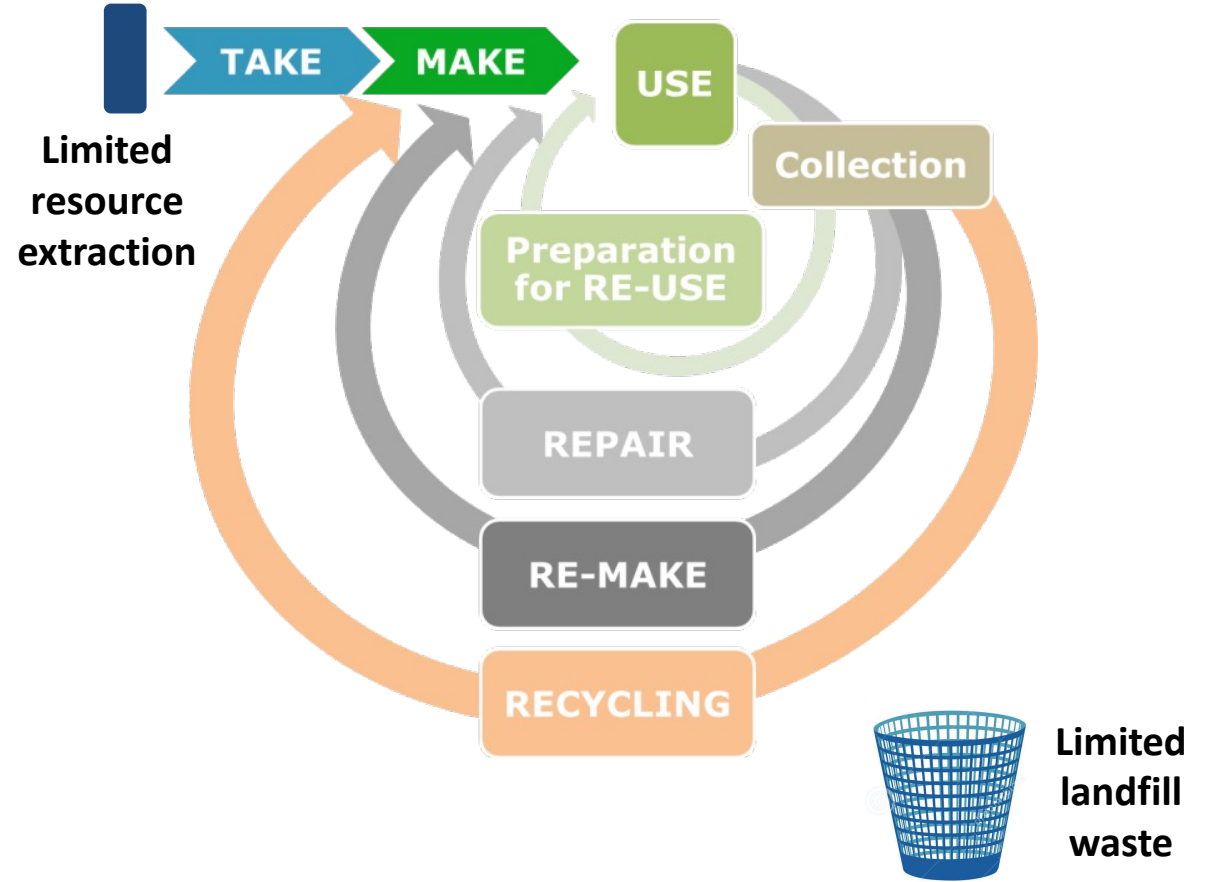 TAKE
MAKE
USE
Limited
resource
extraction
Collection
Preparation
for RE-USE
REPAIR
RE-MAKE
RECYCLING
Limited
landfill
waste